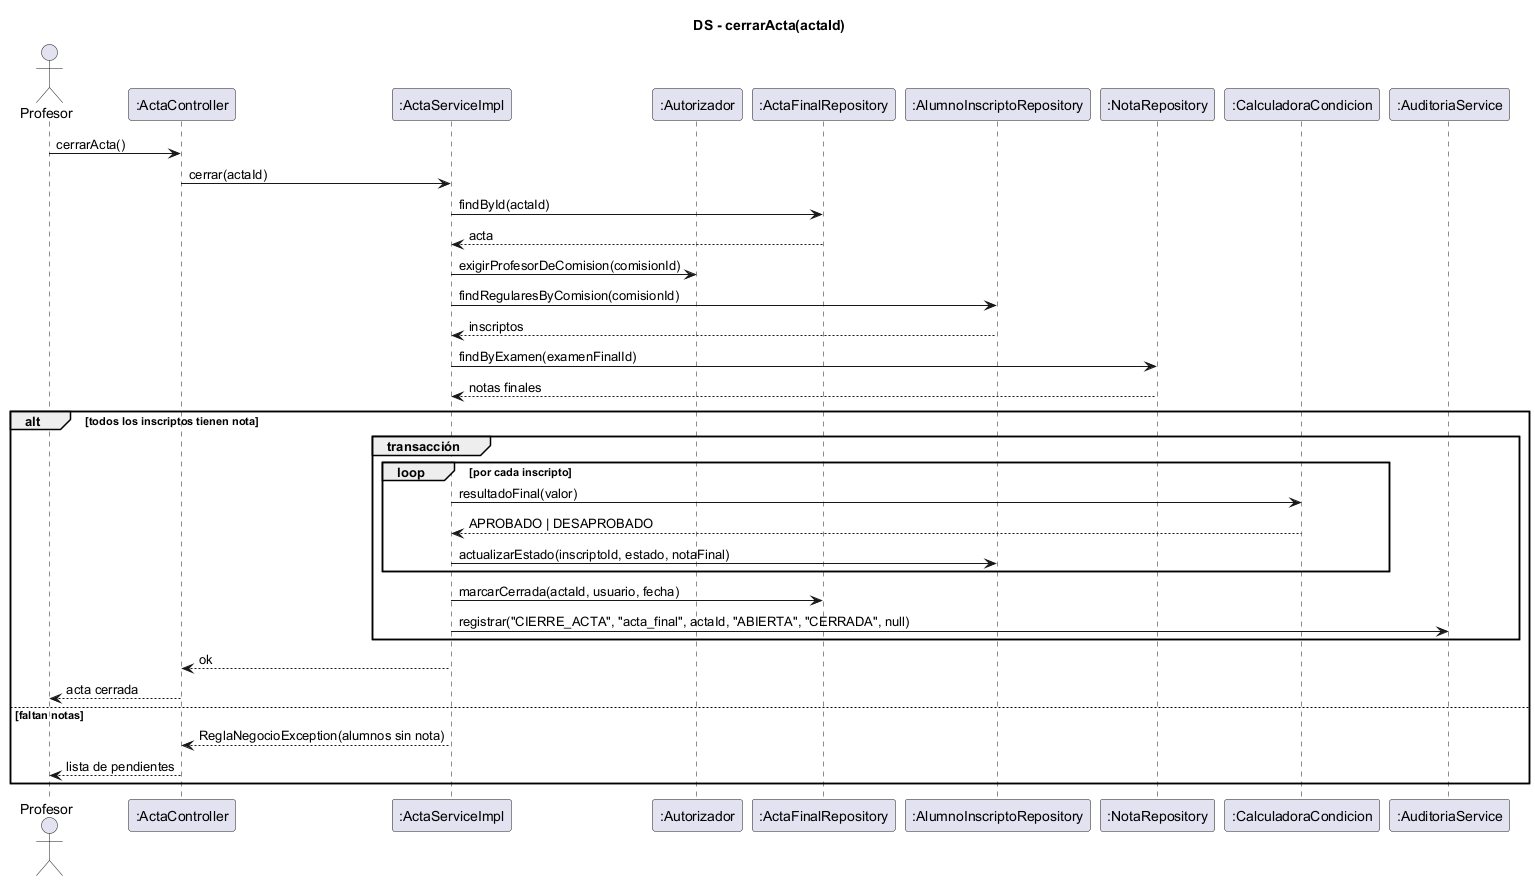 DS - cerrarActa(actaId)
Profesor
:ActaController
:ActaServiceImpl
:Autorizador
:ActaFinalRepository
:AlumnoInscriptoRepository
:NotaRepository
:CalculadoraCondicion
:AuditoriaService
cerrarActa()
cerrar(actaId)
findById(actaId)
acta
exigirProfesorDeComision(comisionId)
findRegularesByComision(comisionId)
inscriptos
findByExamen(examenFinalId)
notas finales
alt [todos los inscriptos tienen nota]
transacción
loop [por cada inscripto]
resultadoFinal(valor)
APROBADO | DESAPROBADO
actualizarEstado(inscriptoId, estado, notaFinal)
marcarCerrada(actaId, usuario, fecha)
registrar("CIERRE_ACTA", "acta_final", actaId, "ABIERTA", "CERRADA", null)
ok
acta cerrada
[faltan notas]
ReglaNegocioException(alumnos sin nota)
lista de pendientes
Profesor
:ActaController
:ActaServiceImpl
:Autorizador
:ActaFinalRepository
:AlumnoInscriptoRepository
:NotaRepository
:CalculadoraCondicion
:AuditoriaService